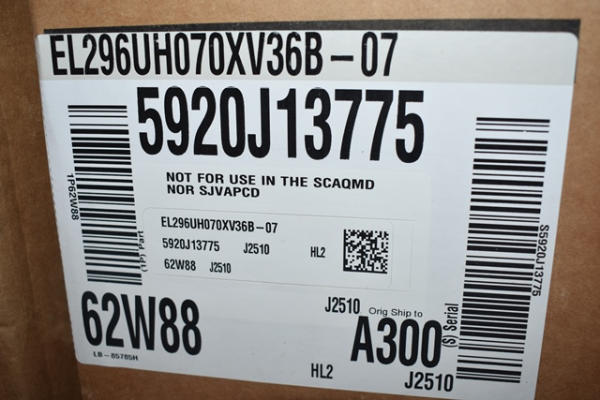 EL296UH070XV36B-07
5920J13775
NOT FOR USE IN THE SCAQMD
NOR SJVAPCD
1P62W88
(1P) Part
EL296UH070XV36B-07
5920J13775 J2510 HL2
62W88 J2510
S5920J13775
(S) Serial
62W88
LB-85785H
J2510 Orig Ship to
A300
HL2 J2510